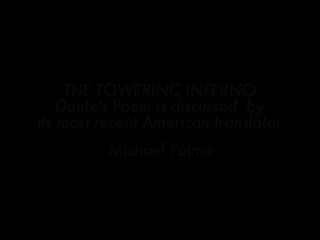 THE TOWERING INFERNO
Dante's Poem is discussed by
its most recent American translator
Michael Palma